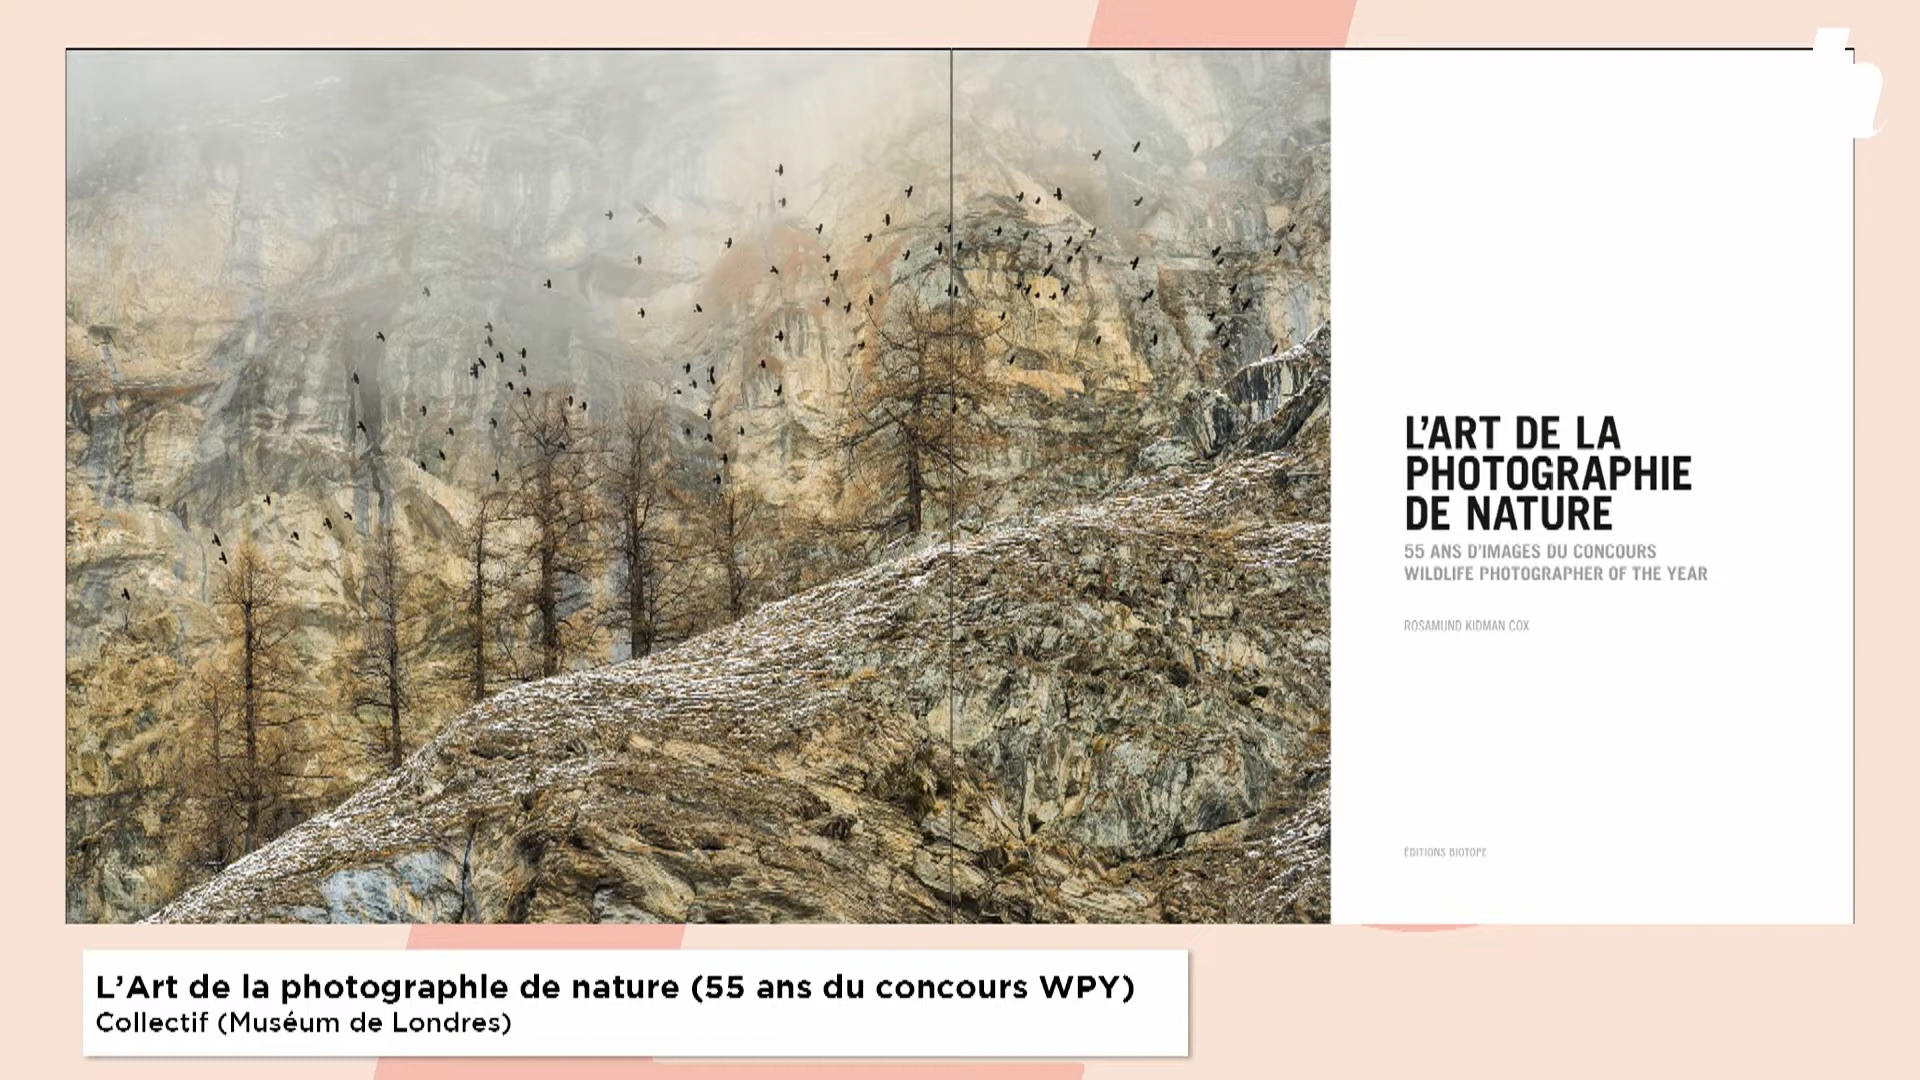 L'ART DE LA
PHOTOGRAPHIE
DE NATURE
55 ANS D'IMAGES DU CONCOURS
WILDLIFE PHOTOGRAPHER OF THE YEAR
ROSAMUND KIDMAN COX
ÉDITIONS BIOTOPE
h
L'Art de la photographie de nature (55 ans du concours WPY)
Collectif (Muséum de Londres)